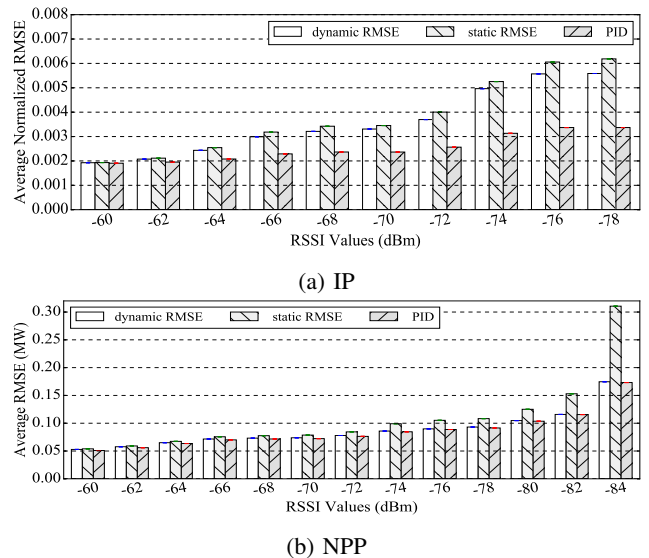 0.008
0.007
0.006
0.005
0.004
0.003
0.002
0.001
0.000
Average Normalized RMSE
dynamic RMSE static RMSE PID
-60 -62 -64 -66 -68 -70 -72 -74 -76 -78
RSSI Values (dBm)
(a) IP
0.30
0.25
0.20
0.15
0.10
0.05
0.00
Average RMSE (MW)
dynamic RMSE static RMSE PID
-60 -62 -64 -66 -68 -70 -72 -74 -76 -78 -80 -82 -84
RSSI Values (dBm)
(b) NPP